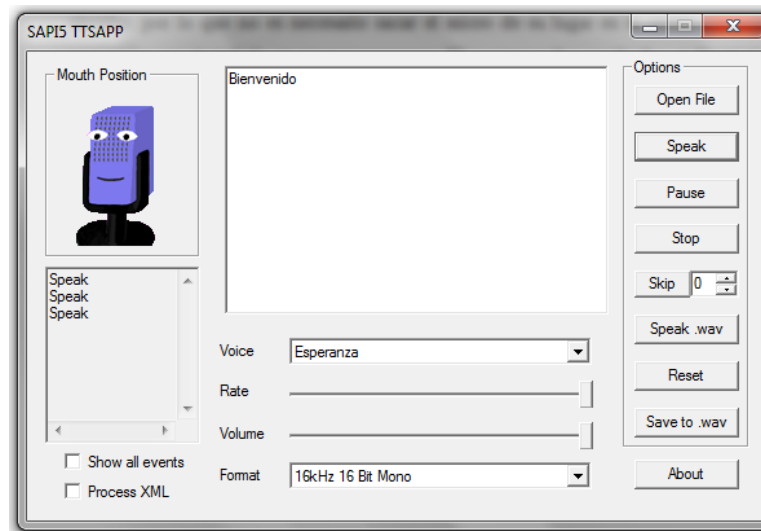 SAPI5 TTSAPP
Mouth Position
Bienvenido
Speak
Speak
Speak
Show all events
Process XML
Voice
Esperanza
Rate
Volume
Format
16kHz 16 Bit Mono
Options
Open File
Speak
Pause
Stop
Skip 0
Speak .wav
Reset
Save to .wav
About